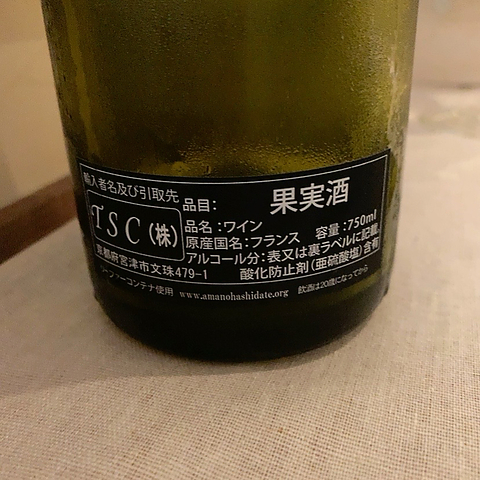 輸入者名及び引取先
TSC(株)
京都府宮津市文珠479-1
品目:
果実酒
品名:ワイン
原産国名:フランス 容量:750ml
アルコール分:表又は裏ラベルに記載
酸化防止剤(亜硫酸塩)含有
リーファーコンテナ使用 www.amanohashidate.org 飲酒は20歳になってから